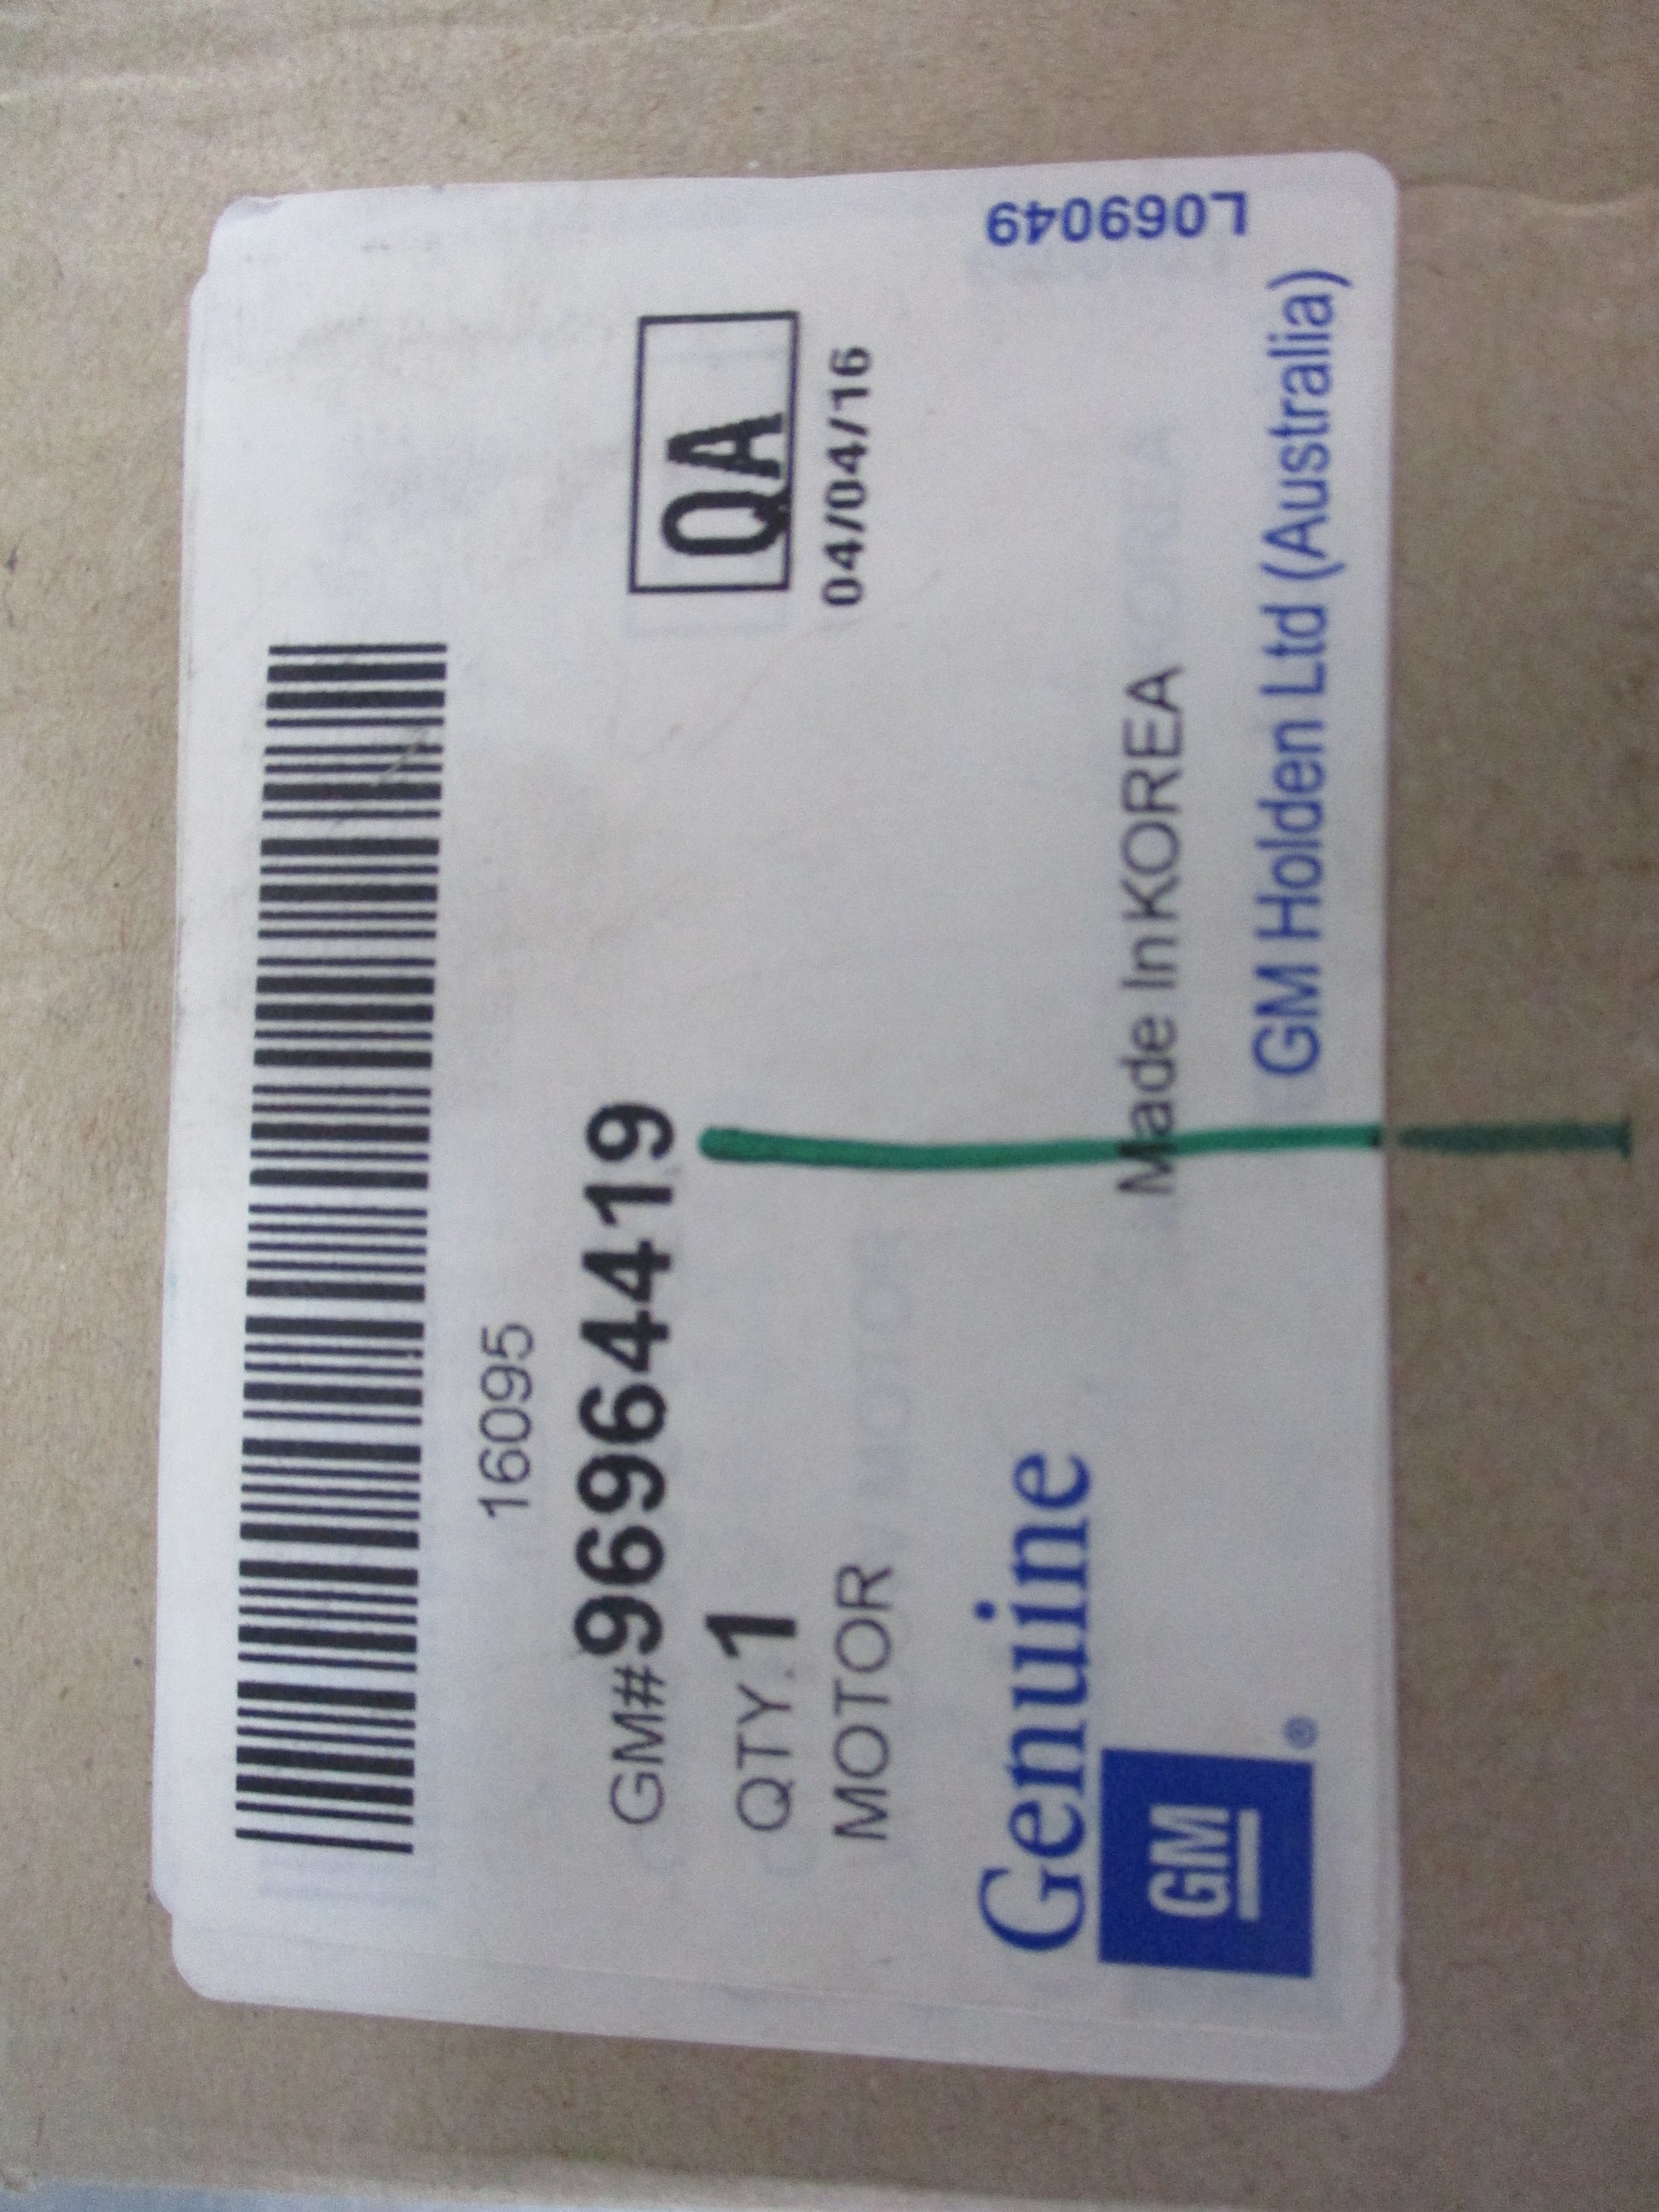 16095
GM#96964419
QTY.1
QA
MOTOR
04/04/16
Genuine
GM
®
Made In KOREA
GM Holden Ltd (Australia)
L069049